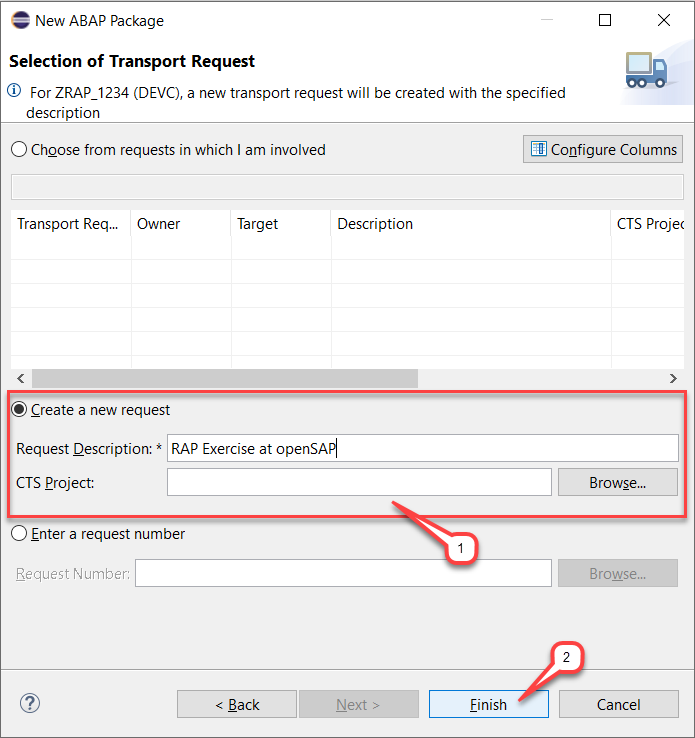 New ABAP Package
Selection of Transport Request
For ZRAP_1234 (DEVC), a new transport request will be created with the specified
description
Choose from requests in which I am involved
Configure Columns
Transport Req... Owner Target Description CTS Projec
Create a new request
Request Description: * RAP Exercise at openSAP
CTS Project: Browse...
Enter a request number
1
Request Number: Browse...
2
? < Back Next > Finish Cancel